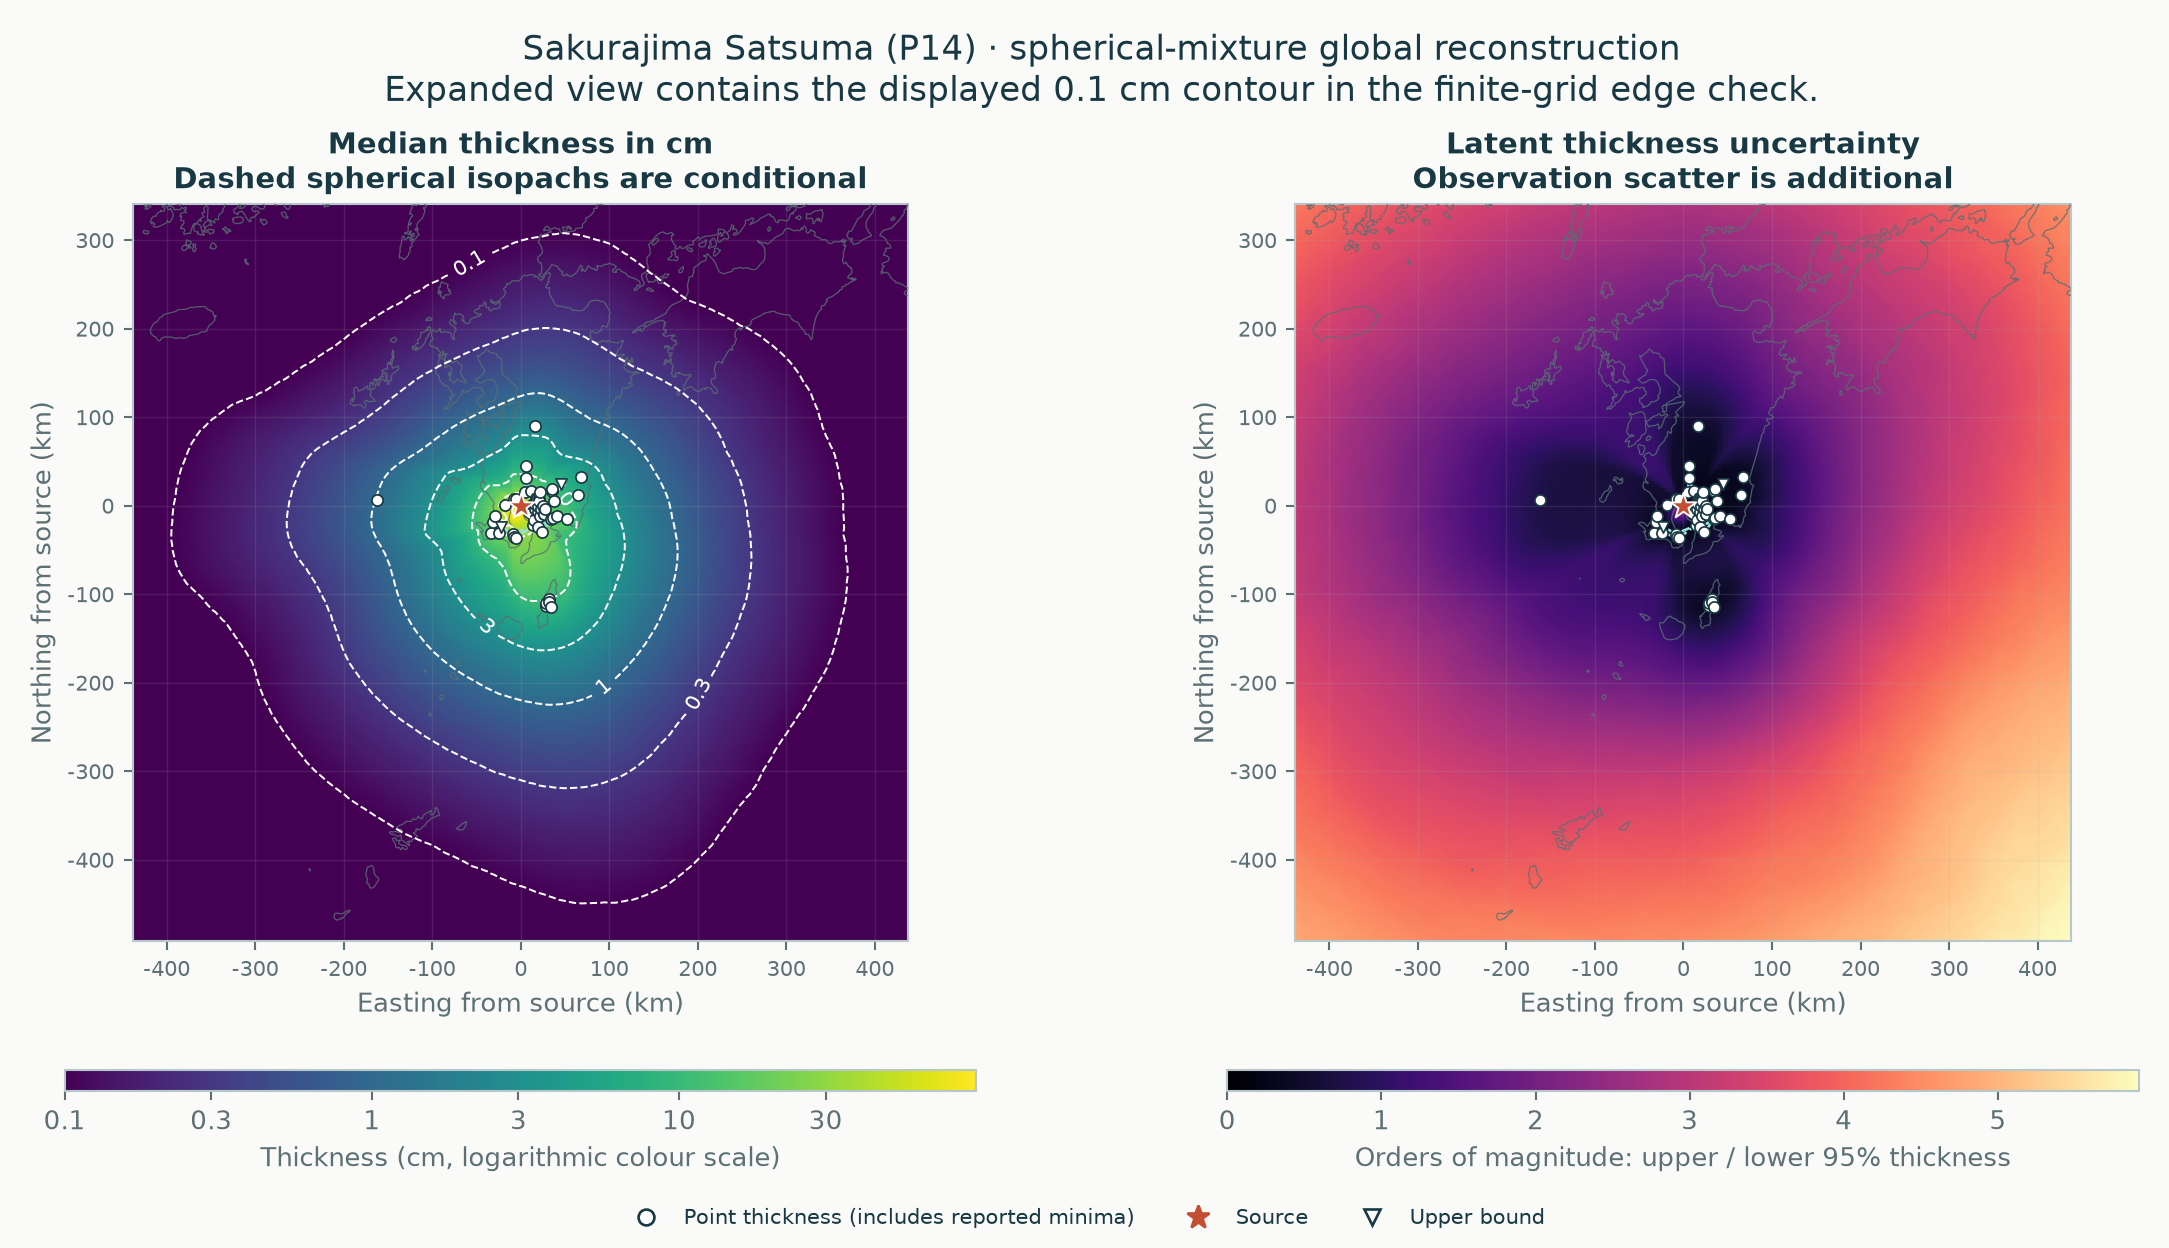 Sakurajima Satsuma (P14) · spherical-mixture global reconstruction
Expanded view contains the displayed 0.1 cm contour in the finite-grid edge check.
Median thickness in cm
Dashed spherical isopachs are conditional
300
200
100
0
-100
-200
-300
-400
Northing from source (km)
0.1
3
1
0.3
-400 -300 -200 -100 0 100 200 300 400
Easting from source (km)
0.1 0.3 1 3 10 30
Thickness (cm, logarithmic colour scale)
Latent thickness uncertainty
Observation scatter is additional
300
200
100
0
-100
-200
-300
-400
Northing from source (km)
-400 -300 -200 -100 0 100 200 300 400
Easting from source (km)
0 1 2 3 4 5
Orders of magnitude: upper / lower 95% thickness
Point thickness (includes reported minima) Source Upper bound